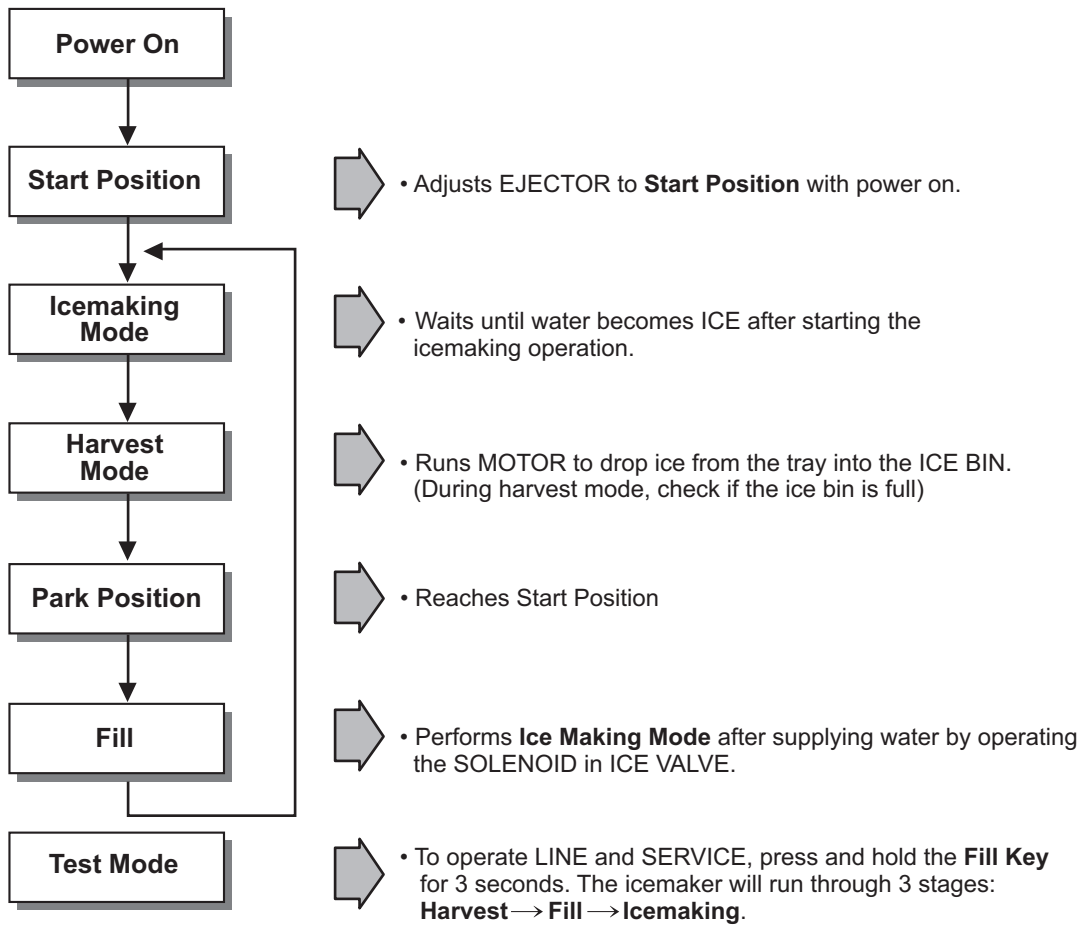 Power On
Start Position
• Adjusts EJECTOR to Start Position with power on.
Icemaking
Mode
• Waits until water becomes ICE after starting the
icemaking operation.
Harvest
Mode
• Runs MOTOR to drop ice from the tray into the ICE BIN.
(During harvest mode, check if the ice bin is full)
Park Position
• Reaches Start Position
Fill
• Performs Ice Making Mode after supplying water by operating
the SOLENOID in ICE VALVE.
Test Mode
• To operate LINE and SERVICE, press and hold the Fill Key
for 3 seconds. The icemaker will run through 3 stages:
Harvest → Fill → Icemaking.